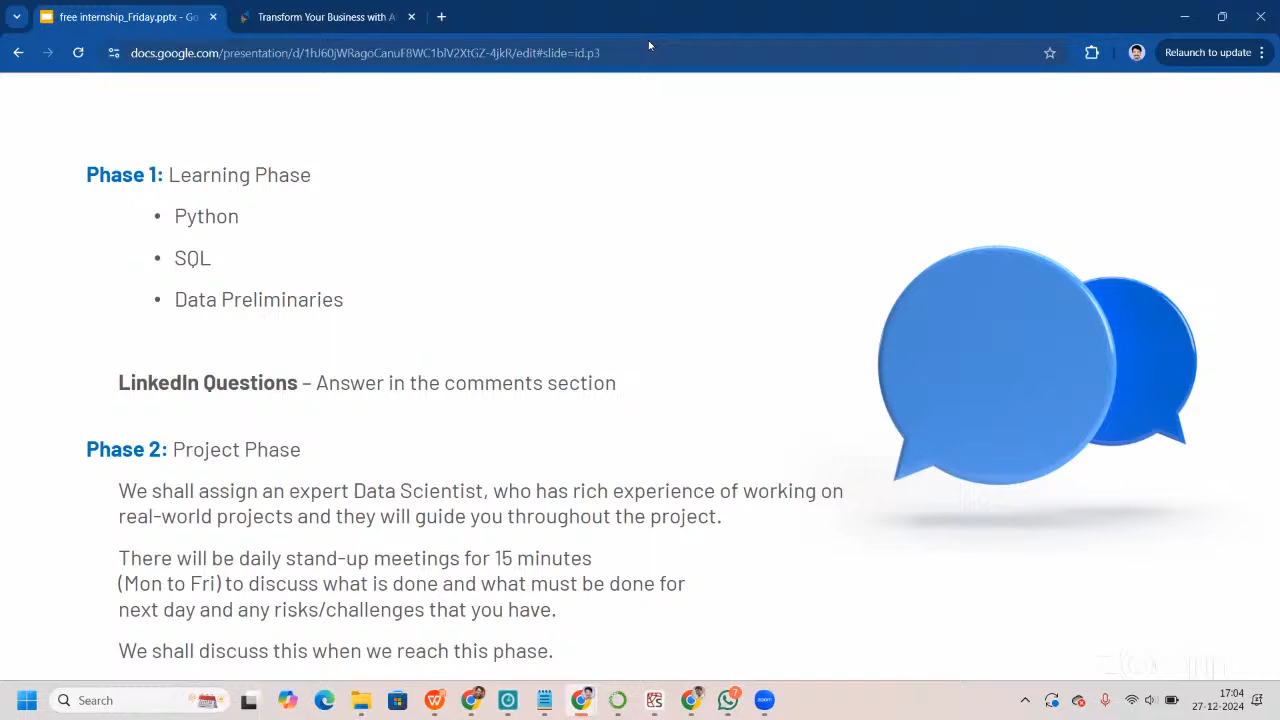 free internship_Friday.pptx - Go
Transform Your Business with A
docs.google.com/presentation/d/1hJ60jWRagoCanuF8WC1blV2XtGZ-4jkR/edit#slide=id.p3
Relaunch to update
Phase 1: Learning Phase
• Python
• SQL
• Data Preliminaries
LinkedIn Questions – Answer in the comments section
Phase 2: Project Phase
We shall assign an expert Data Scientist, who has rich experience of working on
real-world projects and they will guide you throughout the project.
There will be daily stand-up meetings for 15 minutes
(Mon to Fri) to discuss what is done and what must be done for
next day and any risks/challenges that you have.
We shall discuss this when we reach this phase.
Search
7
zoom
17:04
27-12-2024